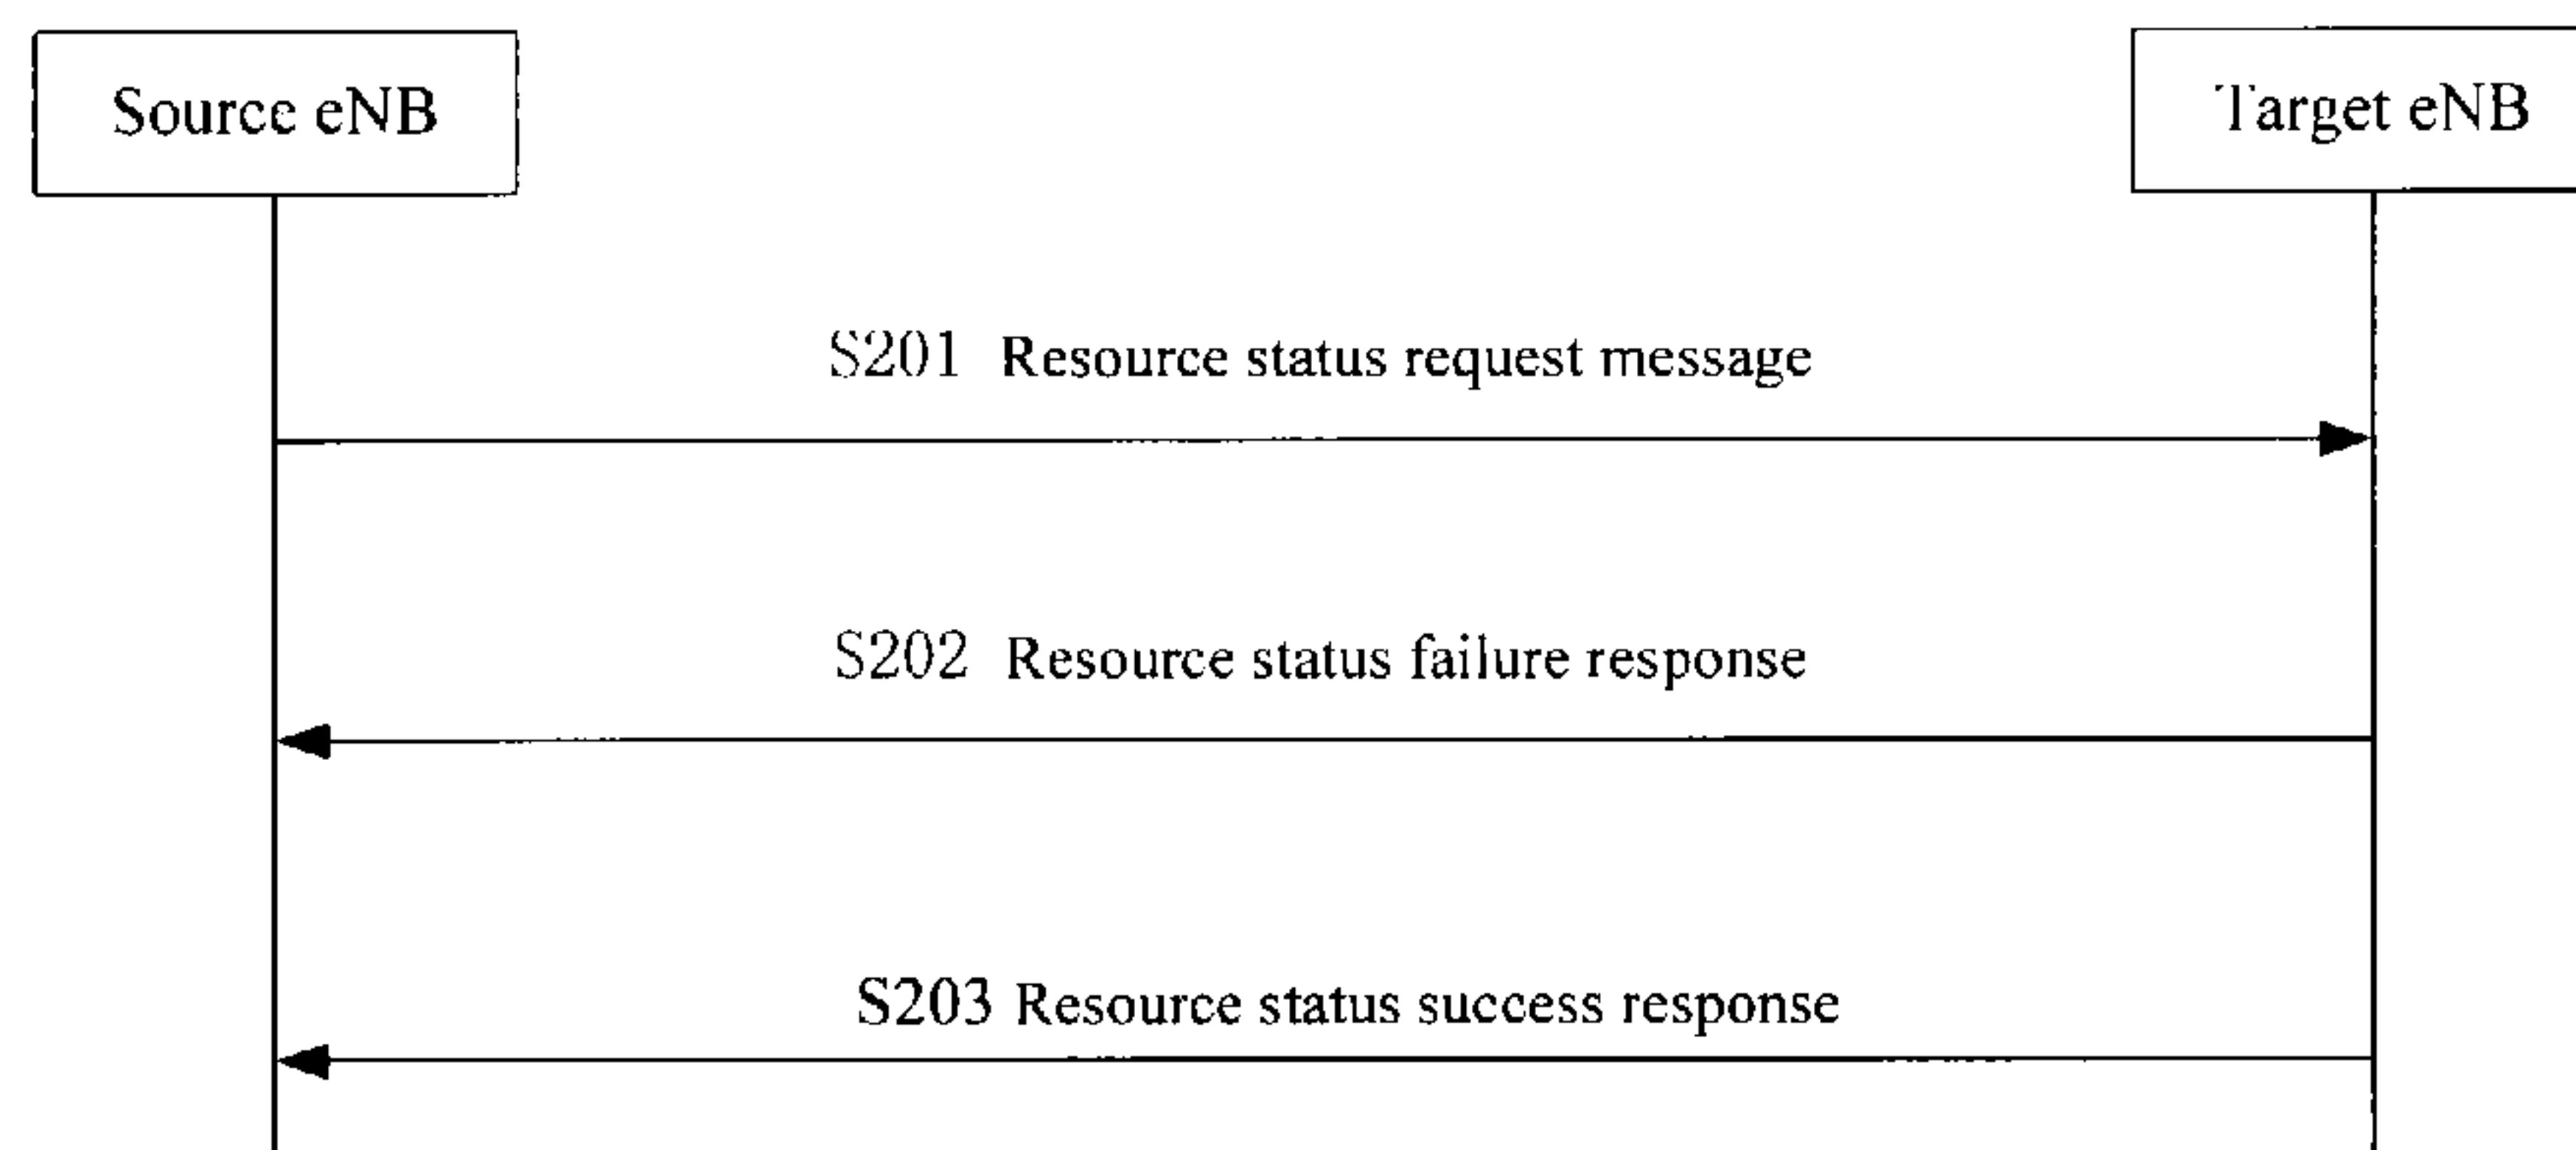 Source eNB
Target eNB
S201 Resource status request message
S202 Resource status failure response
S203 Resource status success response